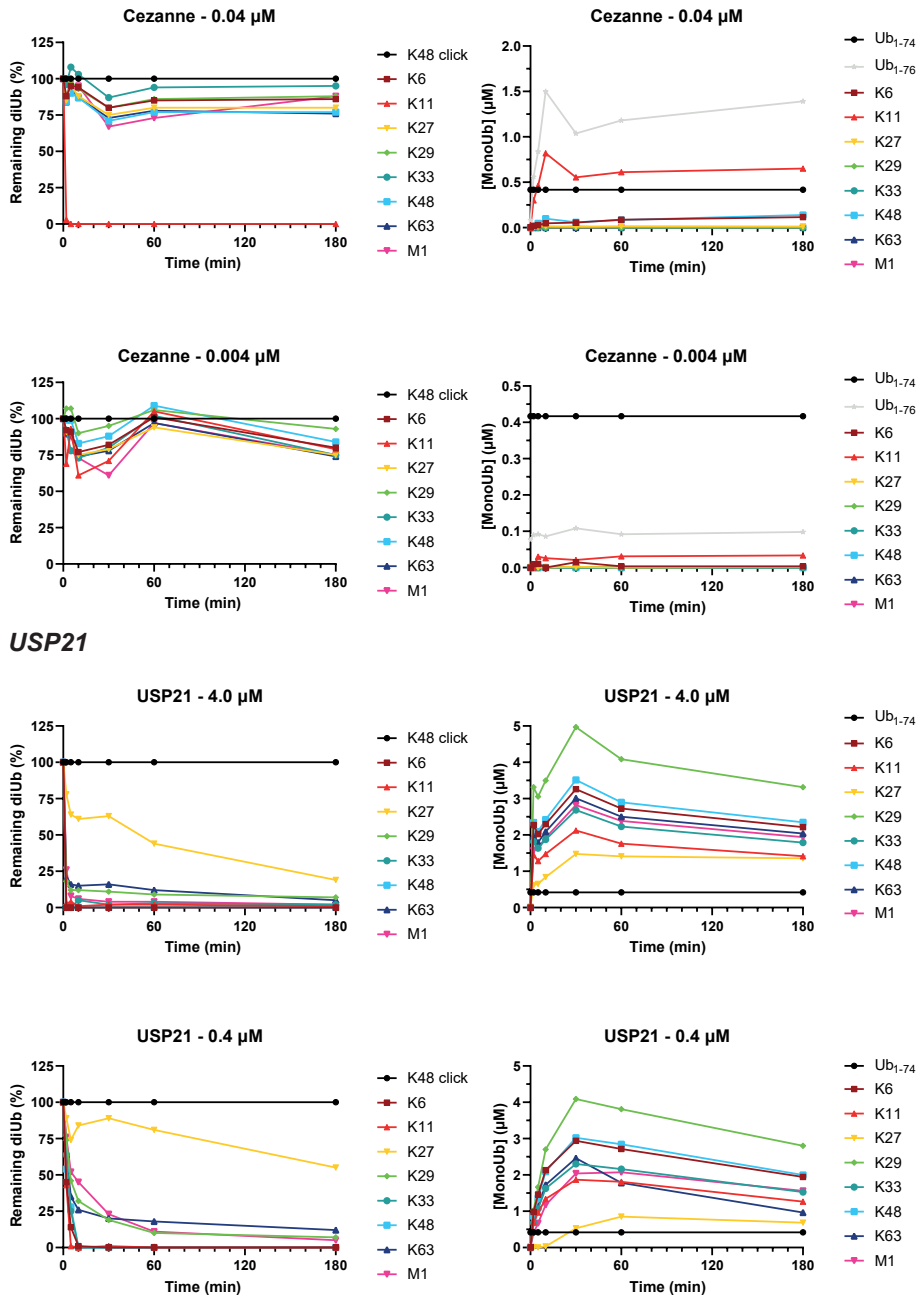 Cezanne - 0.04 µM
Remaining diUb (%)
125
100
75
50
25
0
0
60
120
180
Time (min)
K48 click
K6
K11
K27
K29
K33
K48
K63
M1
Cezanne - 0.04 µM
[MonoUb] (µM)
2.0
1.5
1.0
0.5
0.0
0
60
120
180
Time (min)
Ub1-74
Ub1-76
K6
K11
K27
K29
K33
K48
K63
M1
Cezanne - 0.004 µM
Remaining diUb (%)
125
100
75
50
25
0
0
60
120
180
Time (min)
K48 click
K6
K11
K27
K29
K33
K48
K63
M1
Cezanne - 0.004 µM
[MonoUb] (µM)
0.5
0.4
0.3
0.2
0.1
0.0
0
60
120
180
Time (min)
Ub1-74
Ub1-76
K6
K11
K27
K29
K33
K48
K63
M1
USP21
USP21 - 4.0 µM
Remaining diUb (%)
125
100
75
50
25
0
0
60
120
180
Time (min)
K48 click
K6
K11
K27
K29
K33
K48
K63
M1
USP21 - 4.0 µM
[MonoUb] (µM)
5
4
3
2
1
0
0
60
120
180
Time (min)
Ub1-74
K6
K11
K27
K29
K33
K48
K63
M1
USP21 - 0.4 µM
Remaining diUb (%)
125
100
75
50
25
0
0
60
120
180
Time (min)
K48 click
K6
K11
K27
K29
K33
K48
K63
M1
USP21 - 0.4 µM
[MonoUb] (µM)
5
4
3
2
1
0
0
60
120
180
Time (min)
Ub1-74
K6
K11
K27
K29
K33
K48
K63
M1